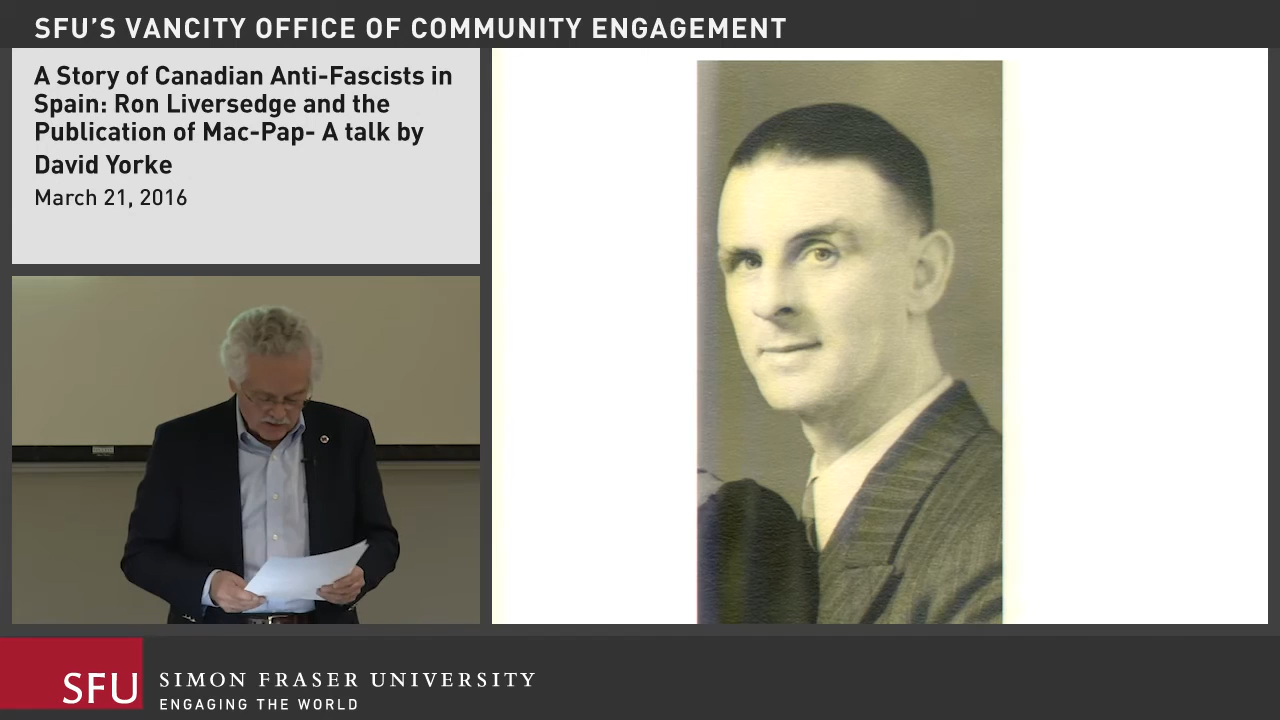 SFU'S VANCITY OFFICE OF COMMUNITY ENGAGEMENT
A Story of Canadian Anti-Fascists in
Spain: Ron Liversedge and the
Publication of Mac-Pap- A talk by
David Yorke
March 21, 2016
SFU
SIMON FRASER UNIVERSITY
ENGAGING THE WORLD